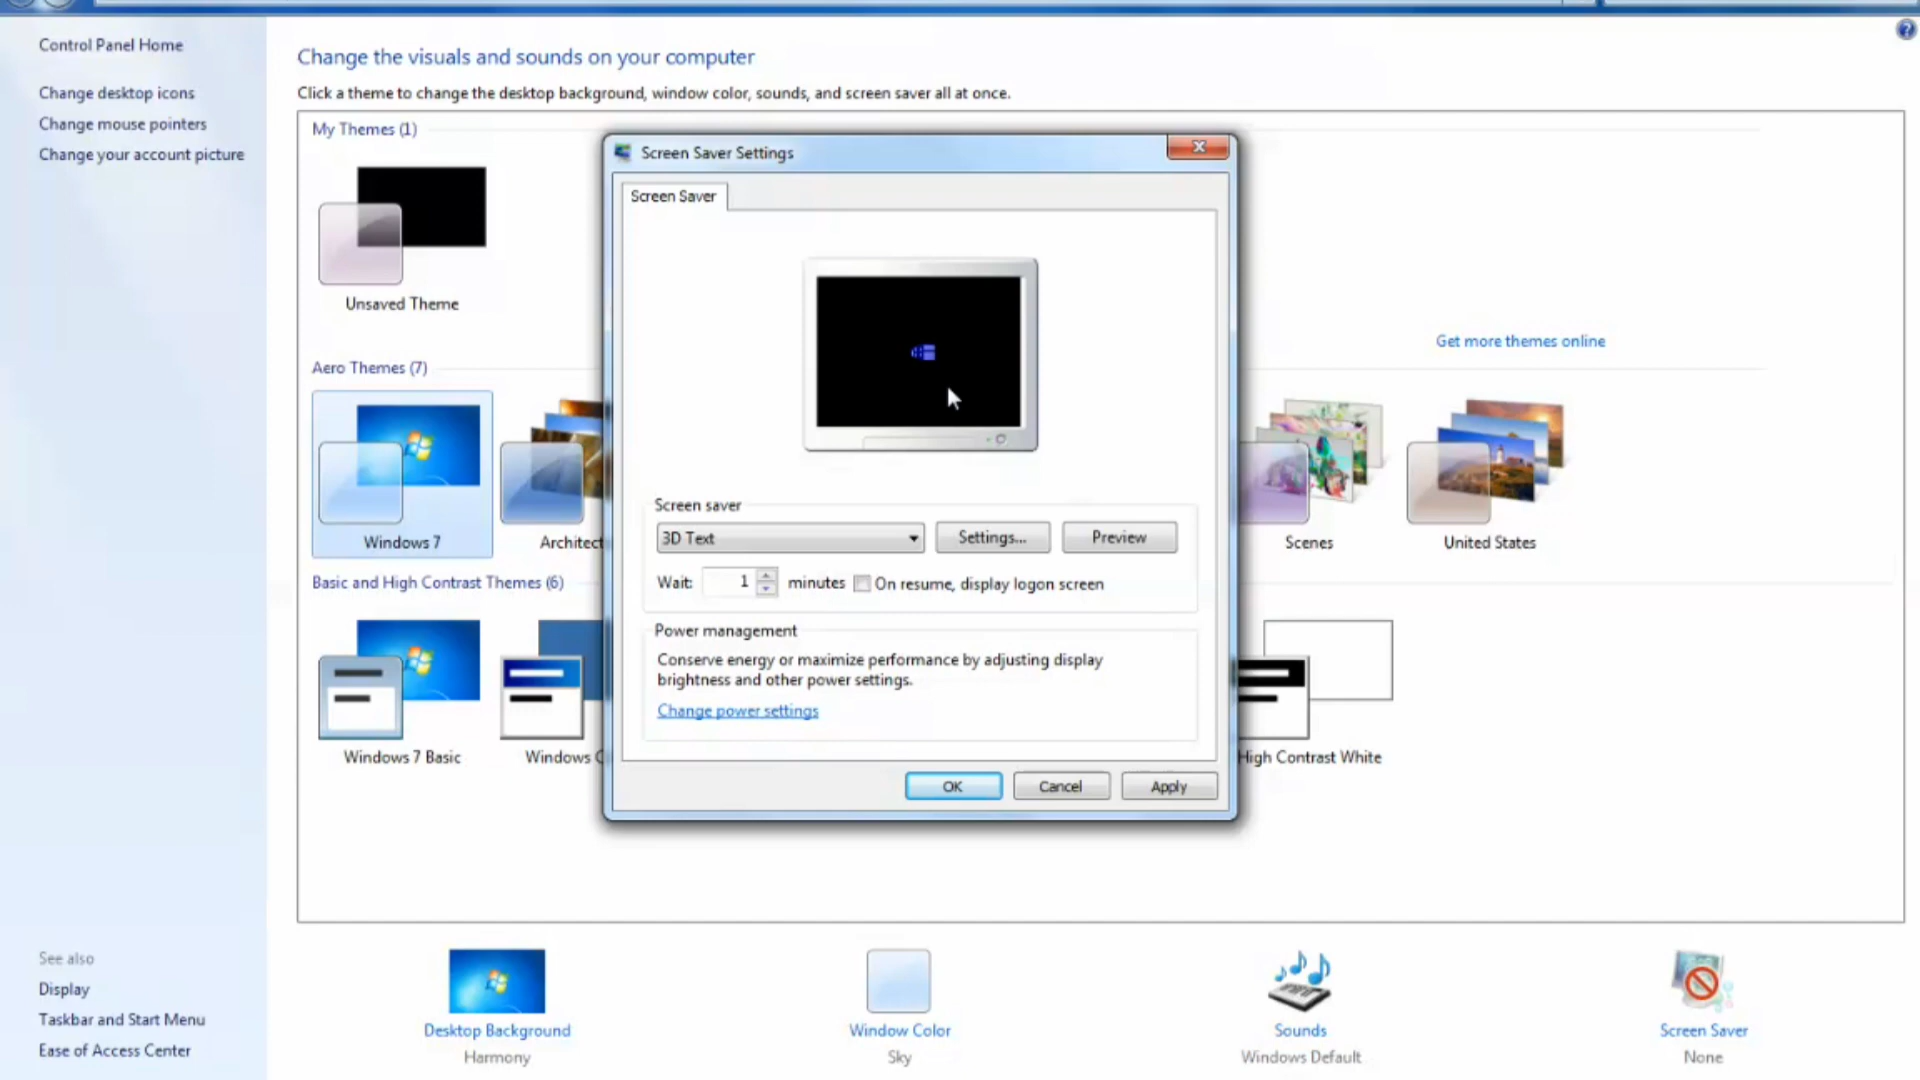 Control Panel Home
Change desktop icons
Change mouse pointers
Change your account picture
Change the visuals and sounds on your computer
Click a theme to change the desktop background, window color, sounds, and screen saver all at once.
My Themes (1)
Unsaved Theme
Get more themes online
Aero Themes (7)
Windows 7
Architect
Scenes
United States
Basic and High Contrast Themes (6)
Windows 7 Basic
Windows C
High Contrast White
Screen Saver Settings
Screen Saver
Screen saver
3D Text
Settings...
Preview
Wait: 1 minutes On resume, display logon screen
Power management
Conserve energy or maximize performance by adjusting display
brightness and other power settings.
Change power settings
OK
Cancel
Apply
See also
Display
Taskbar and Start Menu
Ease of Access Center
Desktop Background
Harmony
Window Color
Sky
Sounds
Windows Default
Screen Saver
None